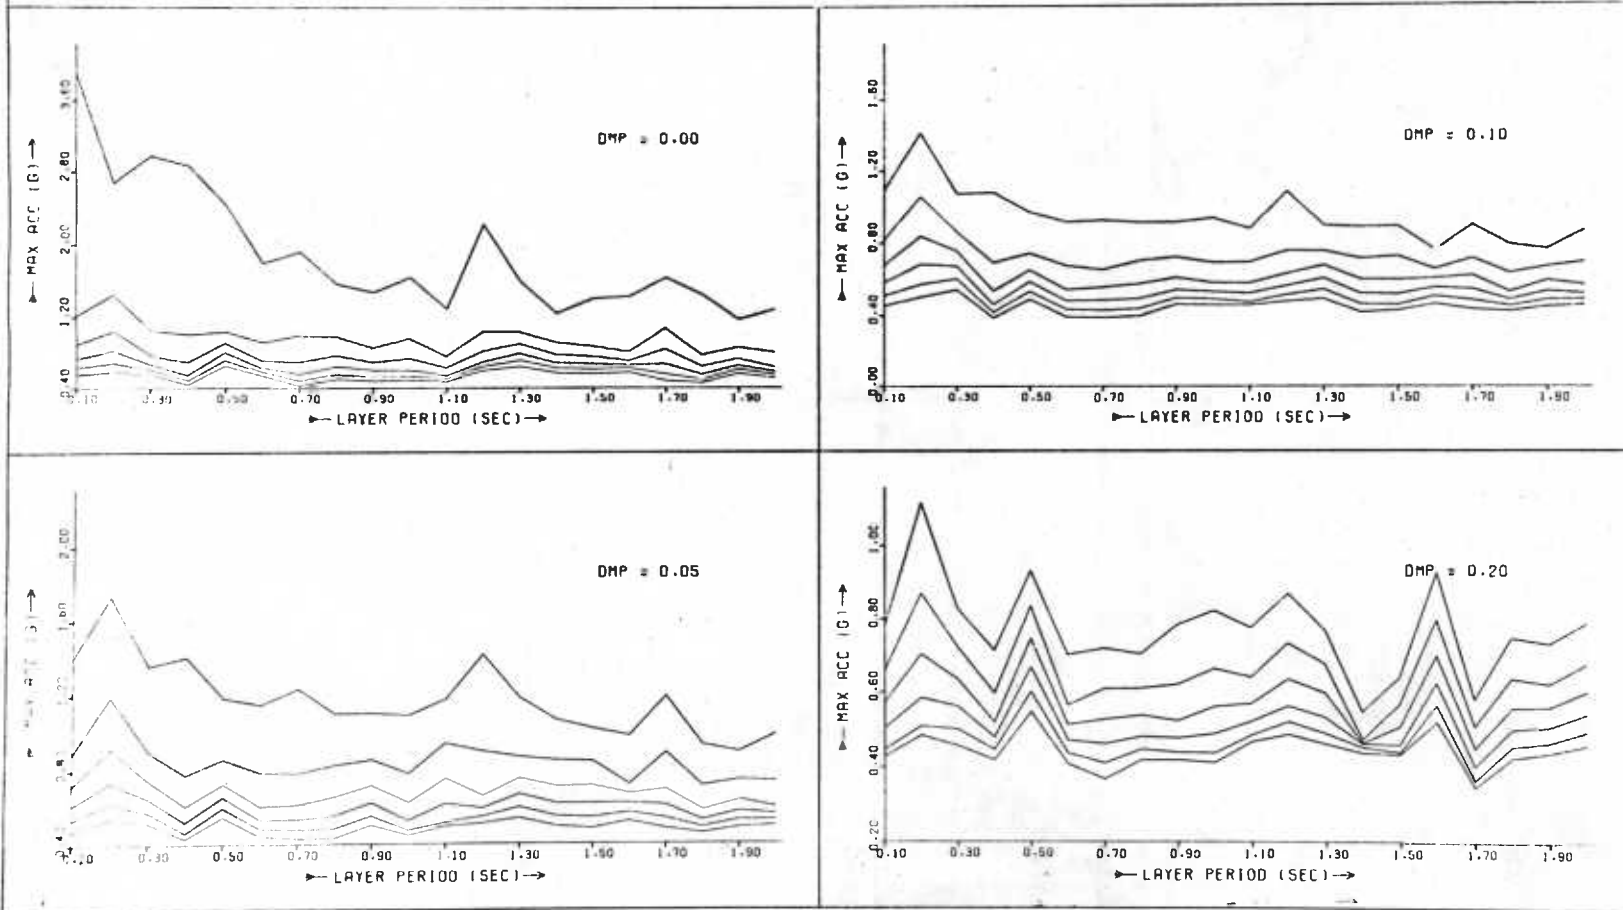 DMP = 0.00
MAX ACC (G)
3.60
2.80
2.00
1.20
0.40
0.10 0.30 0.50 0.70 0.90 1.10 1.30 1.50 1.70 1.90
LAYER PERIOD (SEC)
DMP = 0.10
MAX ACC (G)
1.60
1.20
0.80
0.40
0.00
0.10 0.30 0.50 0.70 0.90 1.10 1.30 1.50 1.70 1.90
LAYER PERIOD (SEC)
DMP = 0.05
2.00
1.60
0.30 0.50 0.70 0.90 1.10 1.30 1.50 1.70 1.90
LAYER PERIOD (SEC)
DMP = 0.20
MAX ACC (G)
1.00
0.80
0.60
0.40
0.20
0.10 0.30 0.50 0.70 0.90 1.10 1.30 1.50 1.70 1.90
LAYER PERIOD (SEC)